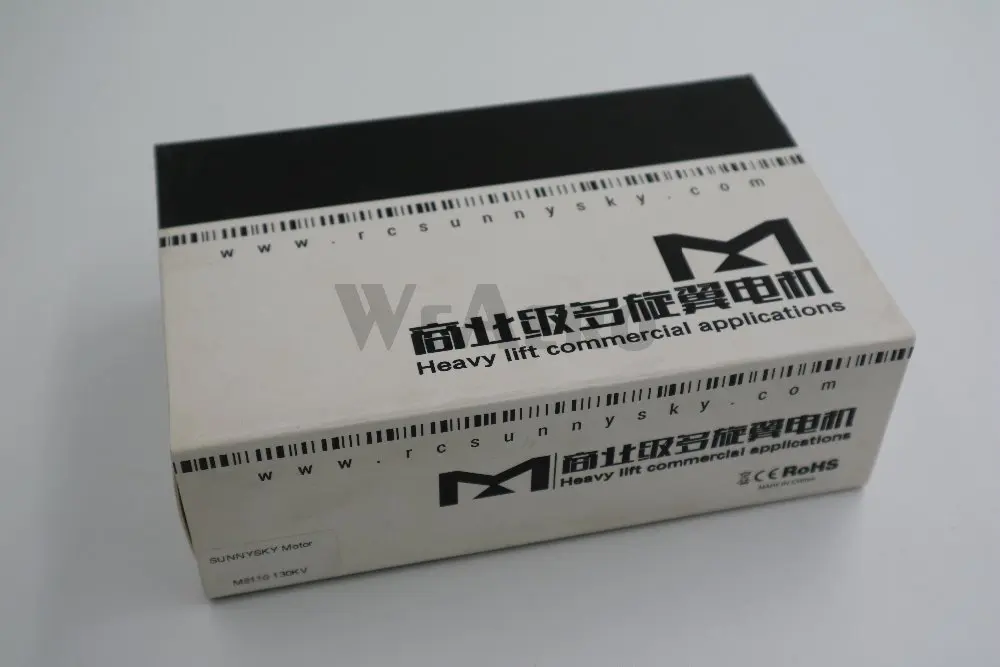 www.rcsunnysky.com
商业级多旋翼电机
Heavy lift commercial applications
www.rcsunnysky.com
商业级多旋翼电机
Heavy lift commercial applications
CE RoHS
MADE IN CHINA
SUNNYSKY Motor
130KV